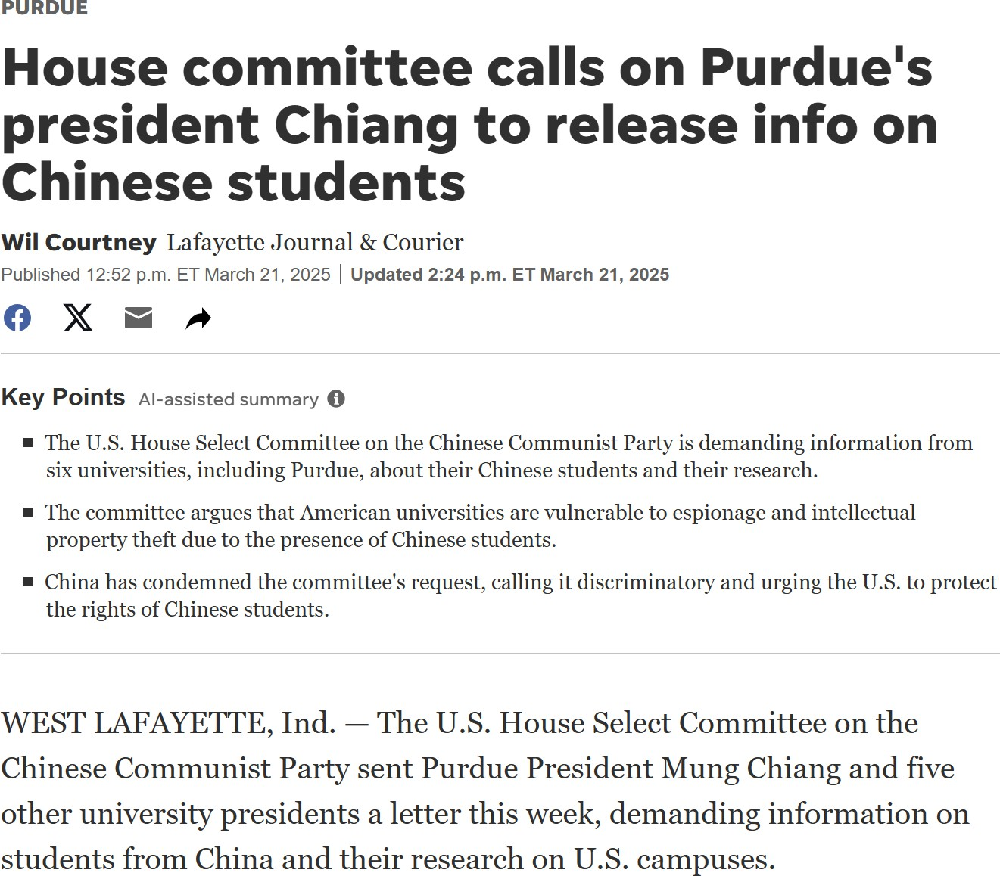 PURDUE
House committee calls on Purdue's
president Chiang to release info on
Chinese students
Wil Courtney Lafayette Journal & Courier
Published 12:52 p.m. ET March 21, 2025 | Updated 2:24 p.m. ET March 21, 2025
Key Points AI-assisted summary
The U.S. House Select Committee on the Chinese Communist Party is demanding information from
six universities, including Purdue, about their Chinese students and their research.
The committee argues that American universities are vulnerable to espionage and intellectual
property theft due to the presence of Chinese students.
China has condemned the committee's request, calling it discriminatory and urging the U.S. to protect
the rights of Chinese students.
WEST LAFAYETTE, Ind. — The U.S. House Select Committee on the
Chinese Communist Party sent Purdue President Mung Chiang and five
other university presidents a letter this week, demanding information on
students from China and their research on U.S. campuses.